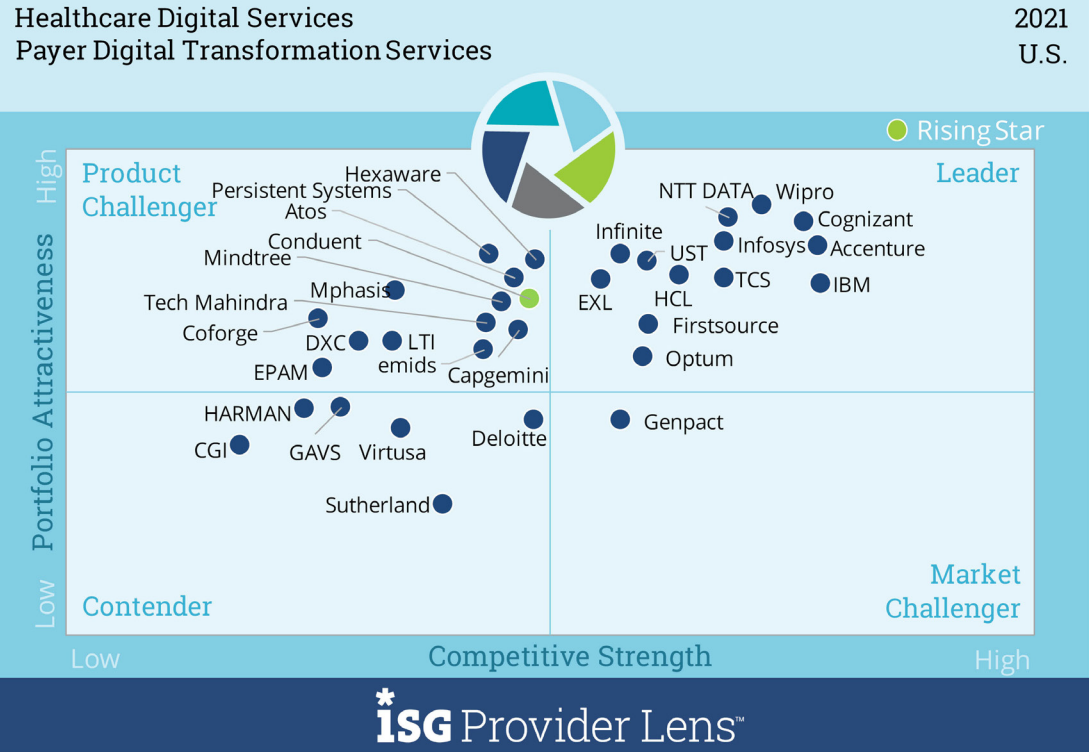 Healthcare Digital Services
Payer Digital Transformation Services
2021
U.S.
Rising Star
High
Product
Challenger
Leader
Hexaware
Persistent Systems
Atos
Conduent
Mindtree
Mphasis
Tech Mahindra
Coforge
DXC
LTI
emids
EPAM
Capgemini
NTT DATA
Wipro
Cognizant
Infinite
UST
Infosys
Accenture
EXL
HCL
TCS
IBM
Firstsource
Optum
Portfolio Attractiveness
HARMAN
CGI
GAVS
Virtusa
Deloitte
Genpact
Sutherland
Low
Contender
Market
Challenger
Low
Competitive Strength
High
ISG Provider Lens™